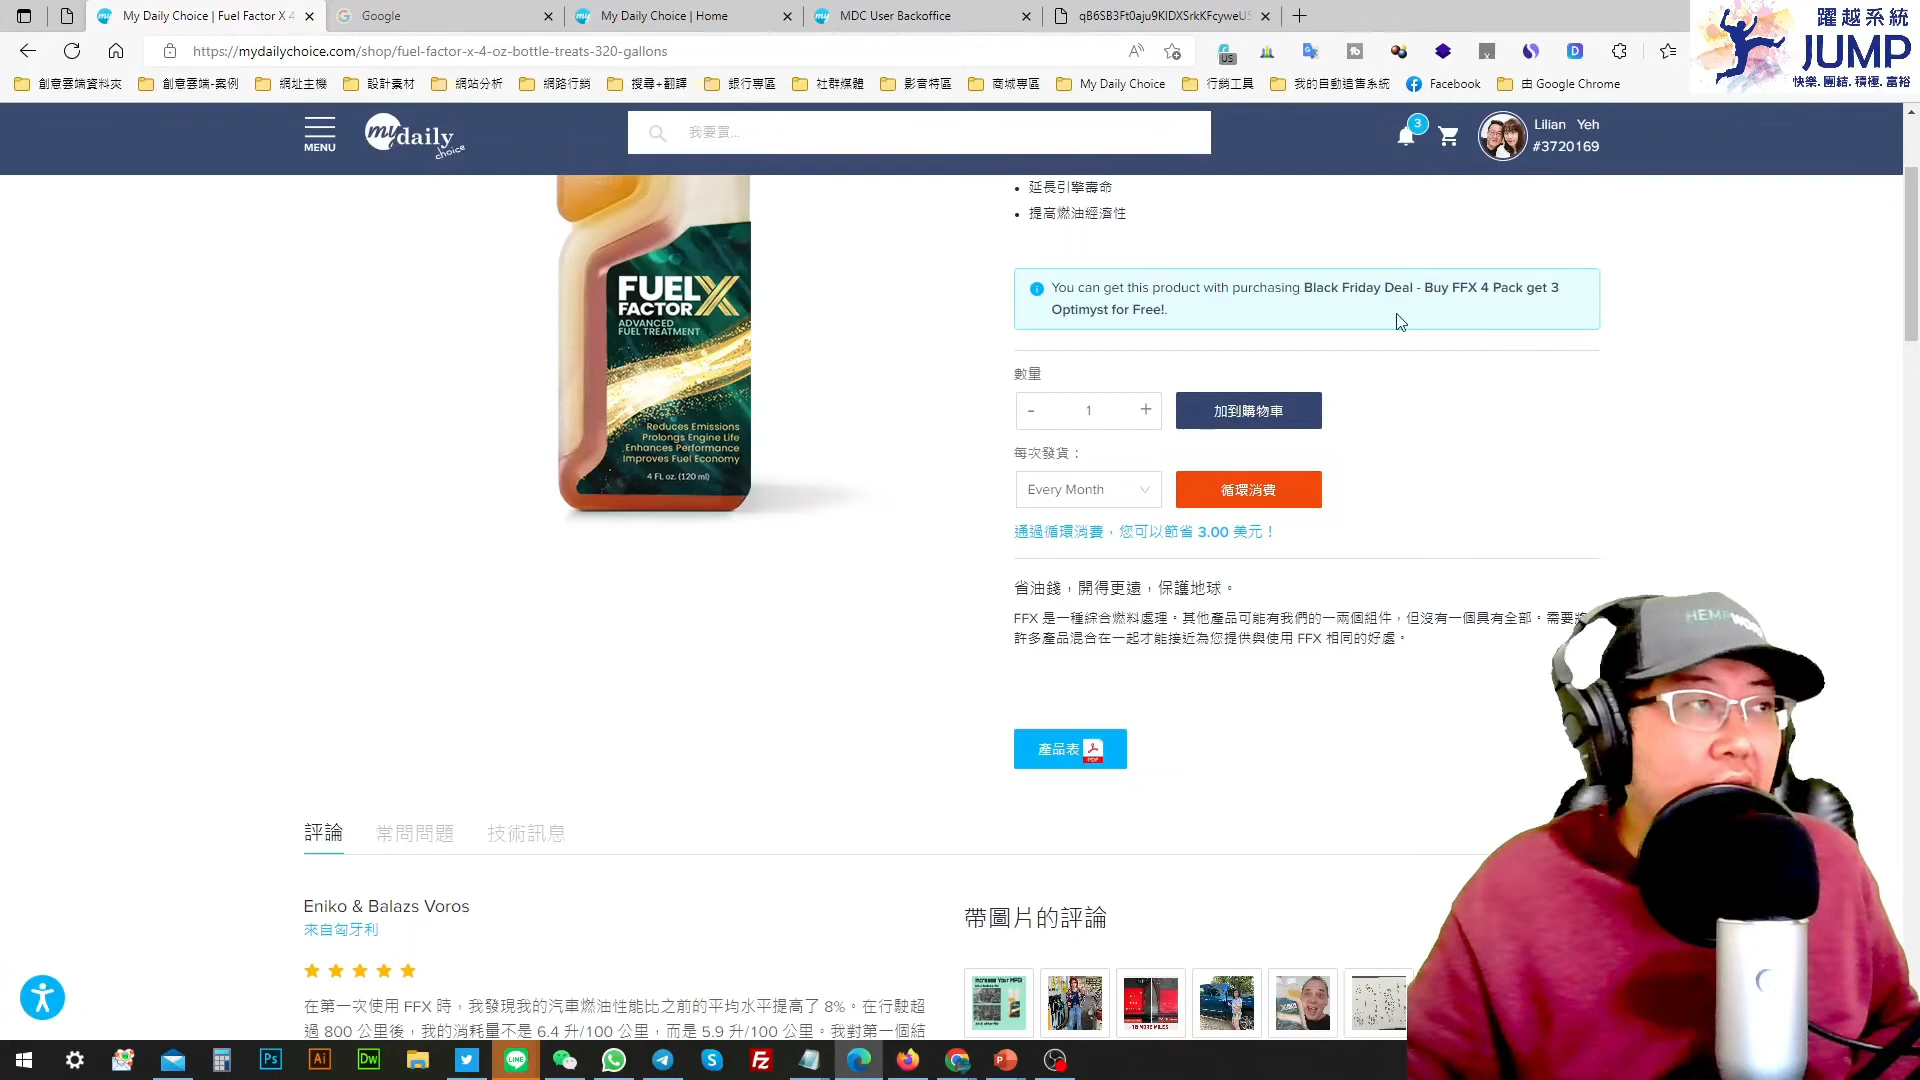 My Daily Choice | Fuel Factor X 4
Google
My Daily Choice | Home
MDC User Backoffice
qB6SB3Ft0aju9KIDXSrkKFcyweUS
https://mydailychoice.com/shop/fuel-factor-x-4-oz-bottle-treats-320-gallons
US
創意雲端資料夾
創意雲端-案例
網址主機
設計素材
網站分析
網路行銷
搜尋+翻譯
銀行專區
社群媒體
影音特區
商城專區
My Daily Choice
行銷工具
我的自動追售系統
Facebook
由 Google Chrome
躍越系統
JUMP
快樂. 團結. 積極. 富裕
MENU
my daily choice
我要買...
3
Lilian Yeh
#3720169
延長引擎壽命
提高燃油經濟性
You can get this product with purchasing Black Friday Deal - Buy FFX 4 Pack get 3
Optimyst for Free!.
數量
- 1 +
加到購物車
每次發貨：
Every Month
循環消費
通過循環消費，您可以節省 3.00 美元！
省油錢，開得更遠，保護地球。
FFX 是一種綜合燃料處理。其他產品可能有我們的一兩個組件，但沒有一個具有全部。需要將
許多產品混合在一起才能接近為您提供與使用 FFX 相同的好處。
產品表
PDF
FUEL X
FACTOR
ADVANCED
FUEL TREATMENT
Reduces Emissions
Prolongs Engine Life
Enhances Performance
Improves Fuel Economy
4 FL oz. (120 ml)
評論
常問問題
技術訊息
Eniko & Balazs Voros
來自匈牙利
在第一次使用 FFX 時，我發現我的汽車燃油性能比之前的平均水平提高了 8%。在行駛超
過 800 公里後，我的消耗量不是 6.4 升/100 公里，而是 5.9 升/100 公里。我對第一個結
帶圖片的評論
HEMPWORX
Ps
Ai
Dw
LINE